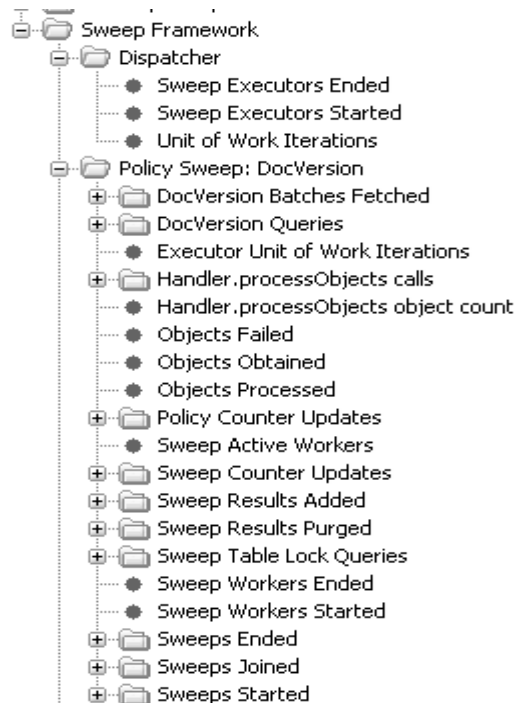 Sweep Framework
Dispatcher
Sweep Executors Ended
Sweep Executors Started
Unit of Work Iterations
Policy Sweep: DocVersion
DocVersion Batches Fetched
DocVersion Queries
Executor Unit of Work Iterations
Handler.processObjects calls
Handler.processObjects object count
Objects Failed
Objects Obtained
Objects Processed
Policy Counter Updates
Sweep Active Workers
Sweep Counter Updates
Sweep Results Added
Sweep Results Purged
Sweep Table Lock Queries
Sweep Workers Ended
Sweep Workers Started
Sweeps Ended
Sweeps Joined
Sweeps Started